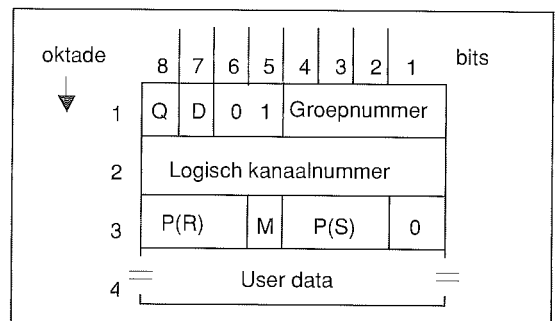 oktade 8 7 6 5 4 3 2 1 bits
1 Q D 0 1 Groepnummer
2 Logisch kanaalnummer
3 P(R) M P(S) 0
4 User data